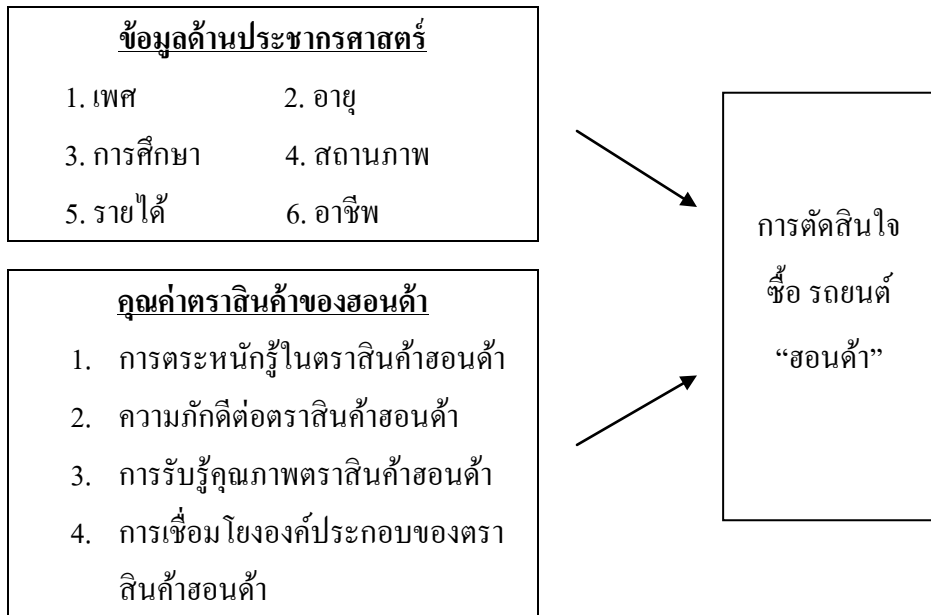 ข้อมูลด้านประชากรศาสตร์
1. เพศ 2. อายุ
3. การศึกษา 4. สถานภาพ
5. รายได้ 6. อาชีพ
คุณค่าตราสินค้าของฮอนด้า
1. การตระหนักรู้ในตราสินค้าฮอนด้า
2. ความภักดีต่อตราสินค้าฮอนด้า
3. การรับรู้คุณภาพตราสินค้าฮอนด้า
4. การเชื่อมโยงองค์ประกอบของตรา
สินค้าฮอนด้า
การตัดสินใจ
ซื้อ รถยนต์
“ฮอนด้า”